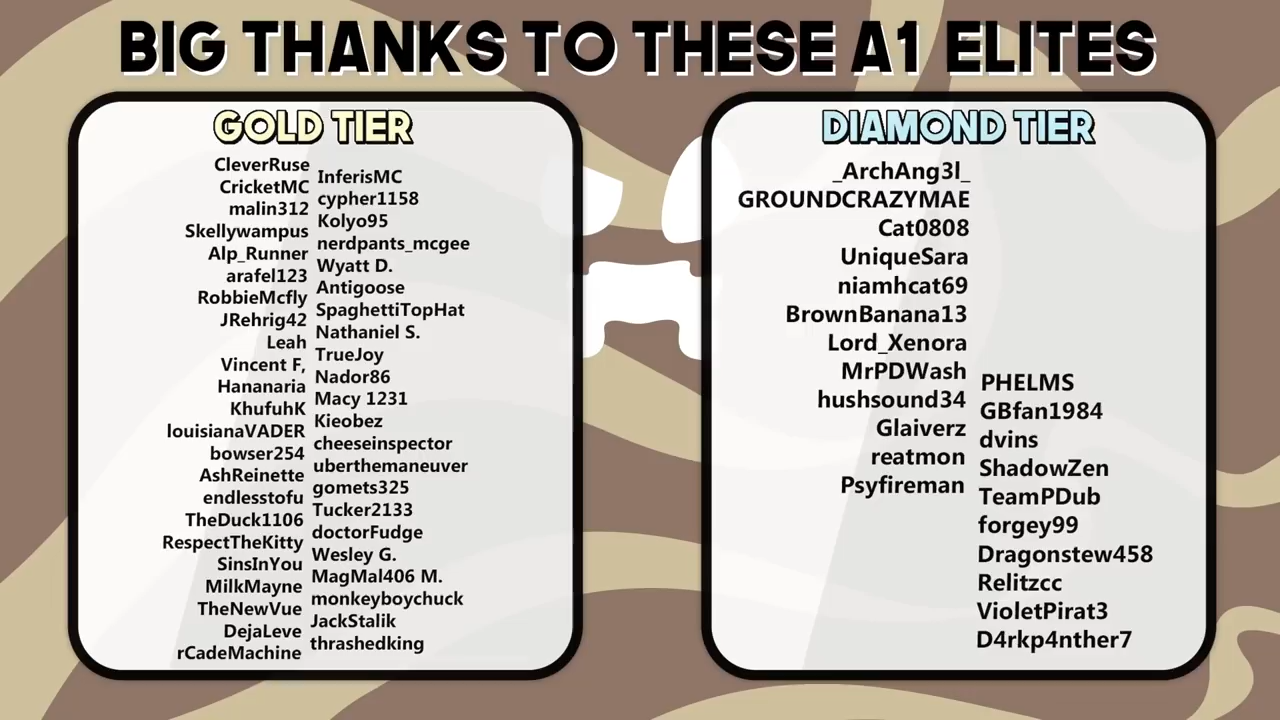 BIG THANKS TO THESE A1 ELITES
GOLD TIER
CleverRuse
CricketMC
malin312
Skellywampus
Alp_Runner
arafel123
RobbieMcfly
JRehrig42
Leah
Vincent F,
Hananaria
KhufuhK
louisianaVADER
bowser254
AshReinette
endlesstofu
TheDuck1106
RespectTheKitty
SinsInYou
MilkMayne
TheNewVue
DejaLeve
rCadeMachine
InferisMC
cypher1158
Kolyo95
nerdpants_mcgee
Wyatt D.
Antigoose
SpaghettiTopHat
Nathaniel S.
TrueJoy
Nador86
Macy 1231
Kieobez
cheeseinspector
uberthemaneuver
gomets325
Tucker2133
doctorFudge
Wesley G.
MagMal406 M.
monkeyboychuck
JackStalik
thrashedking
DIAMOND TIER
_ArchAng3l_
GROUNDCRAZYMAE
Cat0808
UniqueSara
niamhcat69
BrownBanana13
Lord_Xenora
MrPDWash
hushsound34
Glaiverz
reatmon
Psyfireman
PHELMS
GBfan1984
dvins
ShadowZen
TeamPDub
forgey99
Dragonstew458
Relitzcc
VioletPirat3
D4rkp4nther7